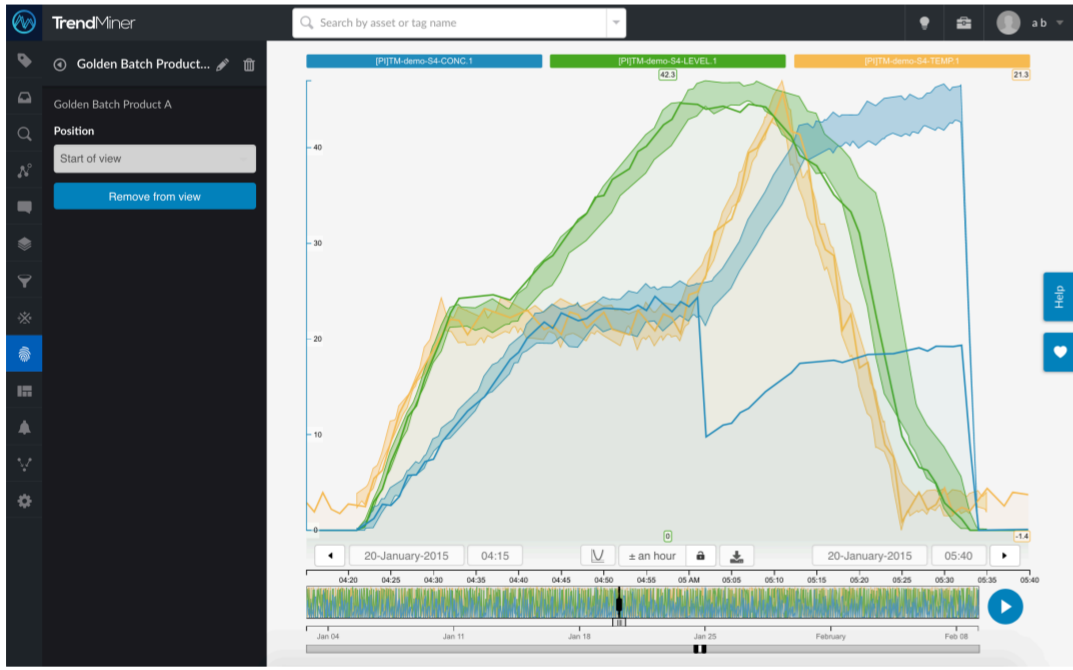 TrendMiner
Search by asset or tag name
a b
Golden Batch Product...
Golden Batch Product A
Position
Start of view
Remove from view
[PI]TM-demo-S4-CONC.1
[PI]TM-demo-S4-LEVEL.1
[PI]TM-demo-S4-TEMP.1
42.3
21.3
40
30
20
10
0
0
-1.4
Help
20-January-2015
04:15
± an hour
20-January-2015
05:40
04:20 04:25 04:30 04:35 04:40 04:45 04:50 04:55 05 AM 05:05 05:10 05:15 05:20 05:25 05:30 05:35 05:40
Jan 04 Jan 11 Jan 18 Jan 25 February Feb 08